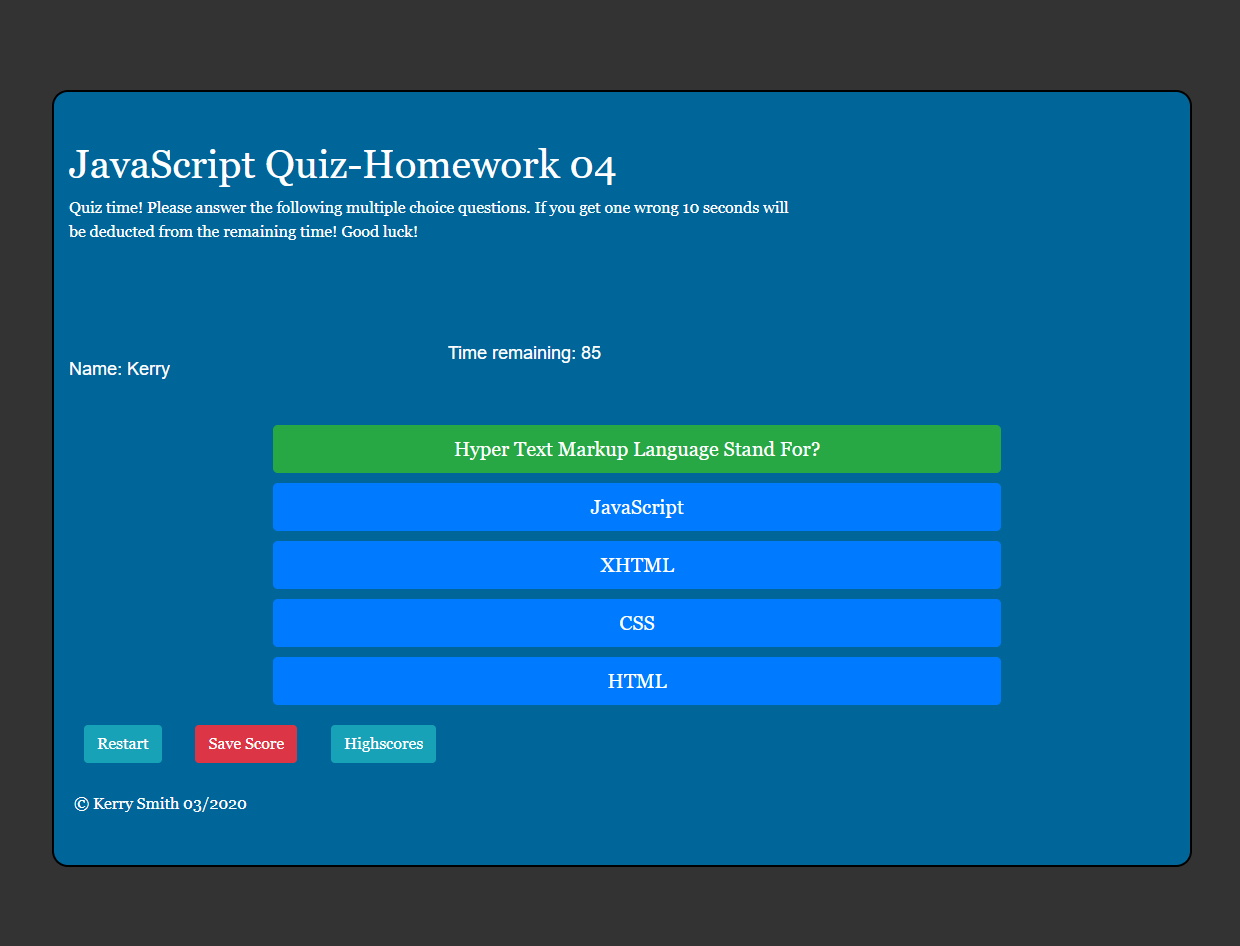 JavaScript Quiz-Homework 04
Quiz time! Please answer the following multiple choice questions. If you get one wrong 10 seconds will
be deducted from the remaining time! Good luck!
Time remaining: 85
Name: Kerry
Hyper Text Markup Language Stand For?
JavaScript
XHTML
CSS
HTML
Restart Save Score Highscores
© Kerry Smith 03/2020